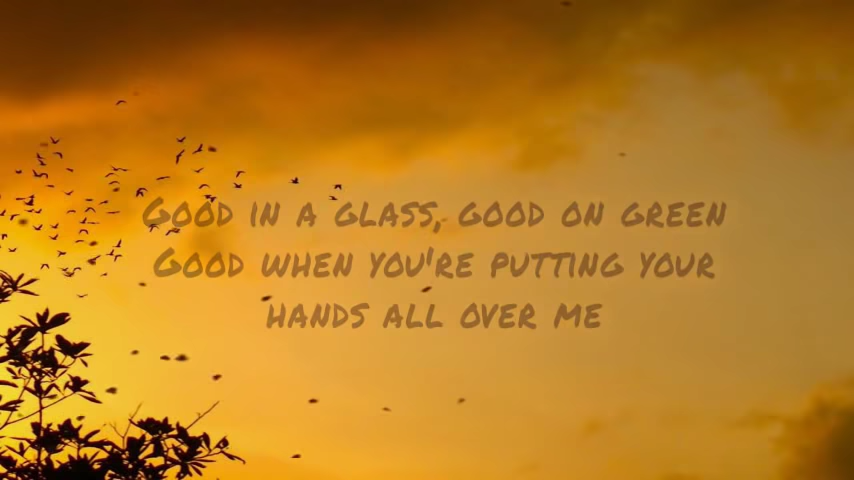 Good in a glass, good on green
Good when you're putting your
hands all over me